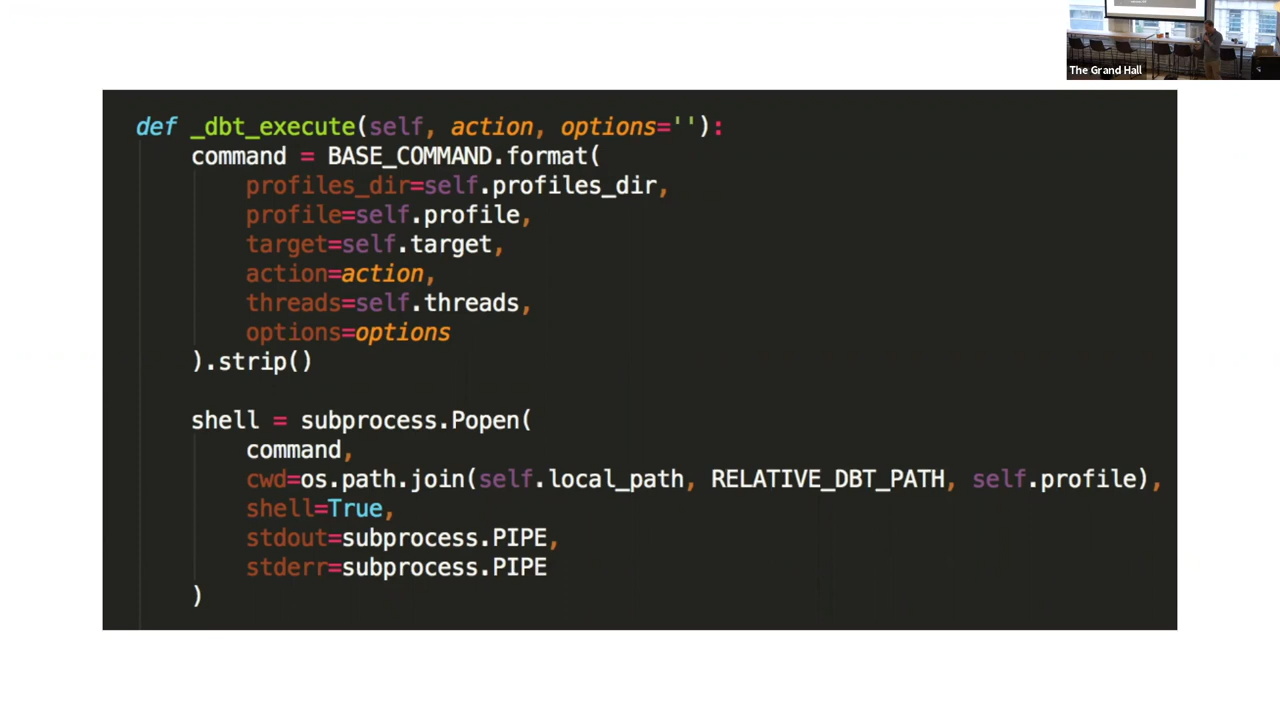 The Grand Hall
def _dbt_execute(self, action, options=''):
    command = BASE_COMMAND.format(
        profiles_dir=self.profiles_dir,
        profile=self.profile,
        target=self.target,
        action=action,
        threads=self.threads,
        options=options
    ).strip()
    shell = subprocess.Popen(
        command,
        cwd=os.path.join(self.local_path, RELATIVE_DBT_PATH, self.profile),
        shell=True,
        stdout=subprocess.PIPE,
        stderr=subprocess.PIPE
    )